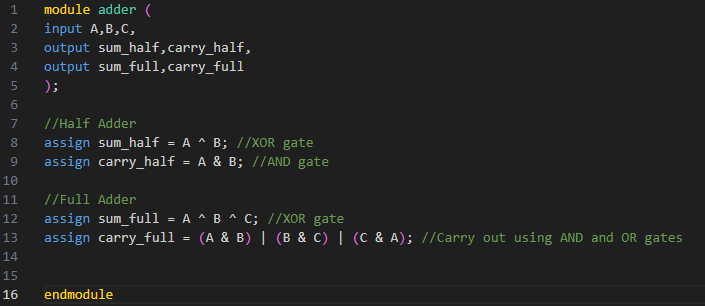 1 module adder (
2 input A,B,C,
3 output sum_half,carry_half,
4 output sum_full,carry_full
5 );
6
7 //Half Adder
8 assign sum_half = A ^ B; //XOR gate
9 assign carry_half = A & B; //AND gate
10
11 //Full Adder
12 assign sum_full = A ^ B ^ C; //XOR gate
13 assign carry_full = (A & B) | (B & C) | (C & A); //Carry out using AND and OR gates
14
15
16 endmodule